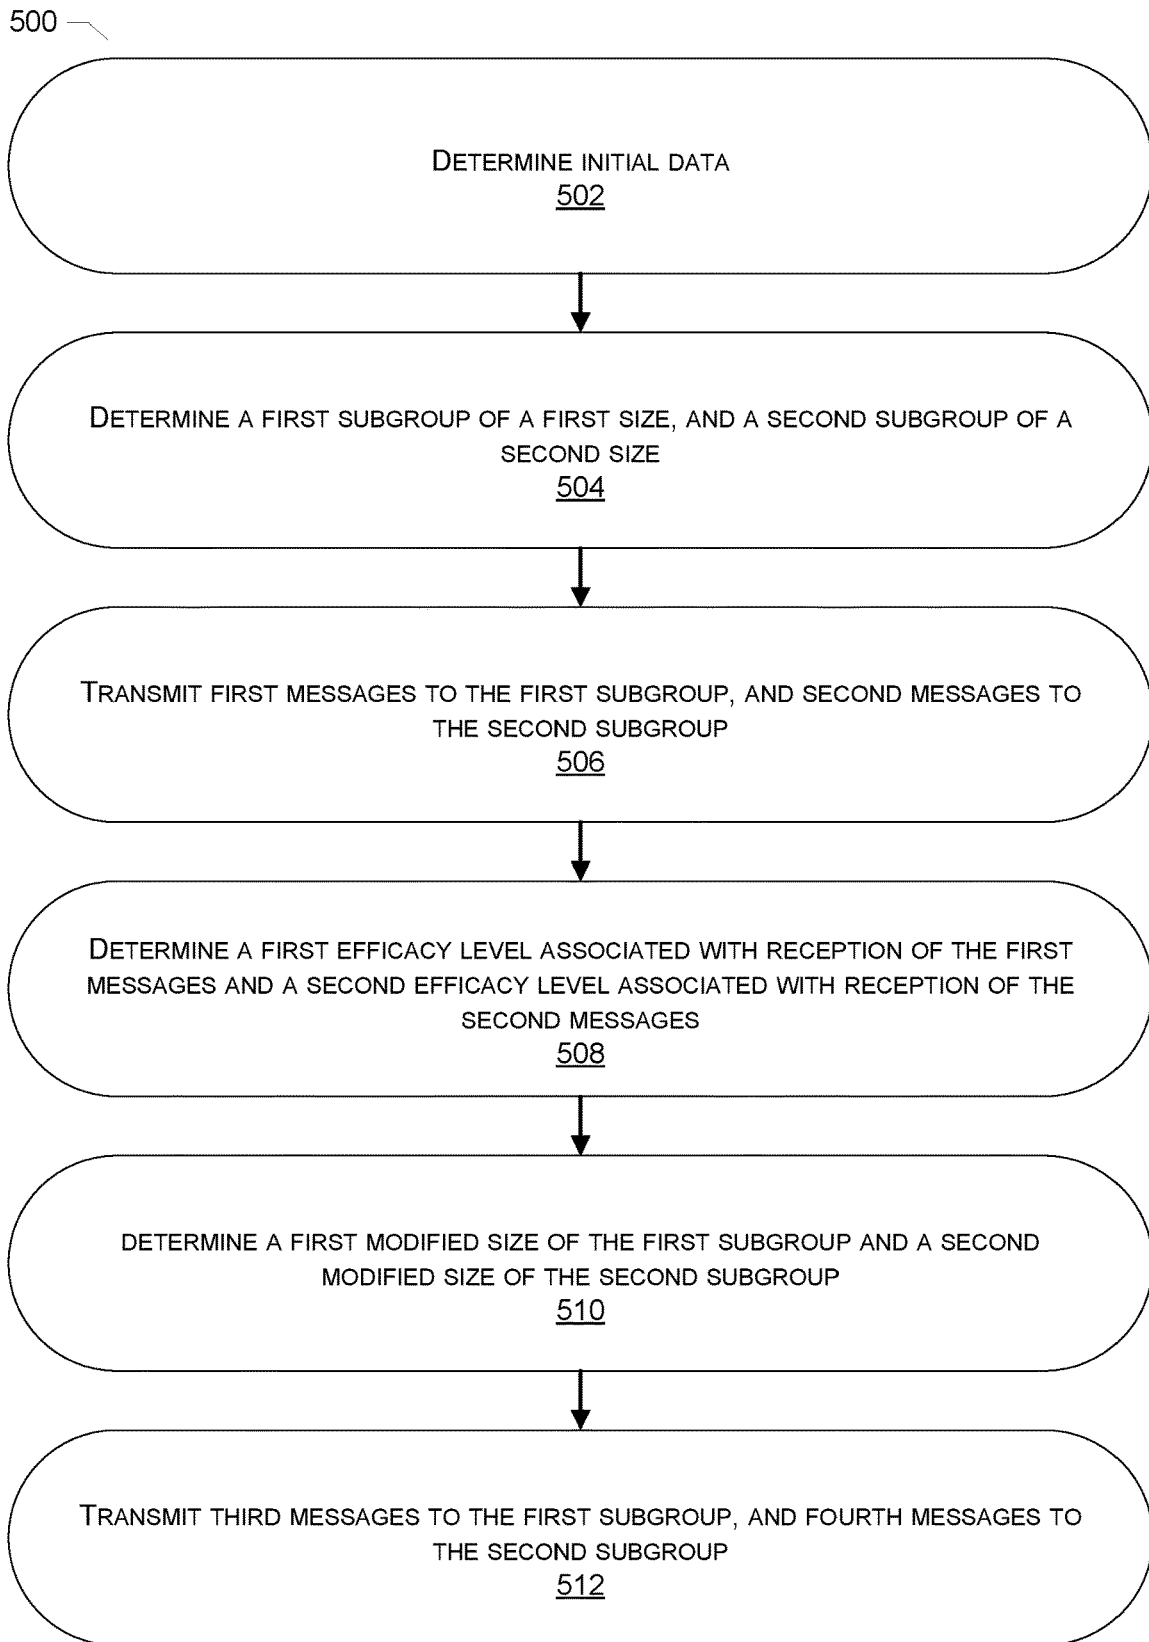 500
DETERMINE INITIAL DATA
502
DETERMINE A FIRST SUBGROUP OF A FIRST SIZE, AND A SECOND SUBGROUP OF A
SECOND SIZE
504
TRANSMIT FIRST MESSAGES TO THE FIRST SUBGROUP, AND SECOND MESSAGES TO
THE SECOND SUBGROUP
506
DETERMINE A FIRST EFFICACY LEVEL ASSOCIATED WITH RECEPTION OF THE FIRST
MESSAGES AND A SECOND EFFICACY LEVEL ASSOCIATED WITH RECEPTION OF THE
SECOND MESSAGES
508
DETERMINE A FIRST MODIFIED SIZE OF THE FIRST SUBGROUP AND A SECOND
MODIFIED SIZE OF THE SECOND SUBGROUP
510
TRANSMIT THIRD MESSAGES TO THE FIRST SUBGROUP, AND FOURTH MESSAGES TO
THE SECOND SUBGROUP
512